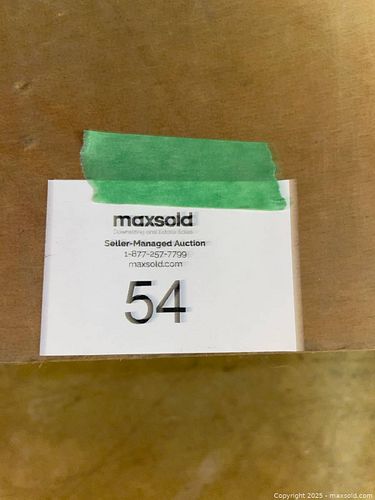 maxsold
Downsizing and Estate Sales
Seller-Managed Auction
1-877-257-7799
maxsold.com
54
Copyright 2025 - maxsold.com